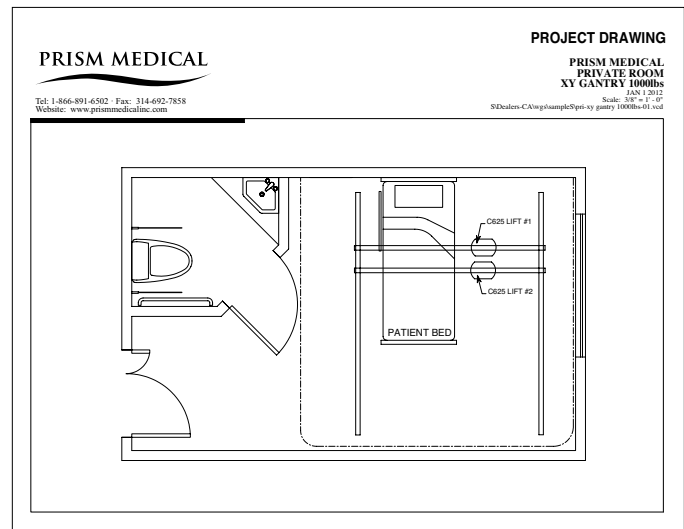 PROJECT DRAWING
PRISM MEDICAL
PRISM MEDICAL
PRIVATE ROOM
XY GANTRY 1000lbs
JAN 1 2012
Scale: 3/8" = 1' - 0"
S\Dealers-CA\wgs\sampleS\pri-xy gantry 1000lbs-01.vcd
Tel: 1-866-891-6502 · Fax: 314-692-7858
Website: www.prismmedicalinc.com
C625 LIFT #1
C625 LIFT #2
PATIENT BED